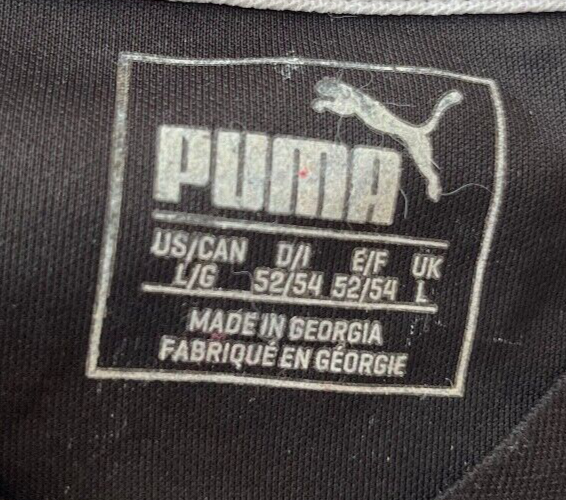 PUMA
US/CAN D/I E/F UK
L/G 52/54 52/54 L
MADE IN GEORGIA
FABRIQUÉ EN GÉORGIE